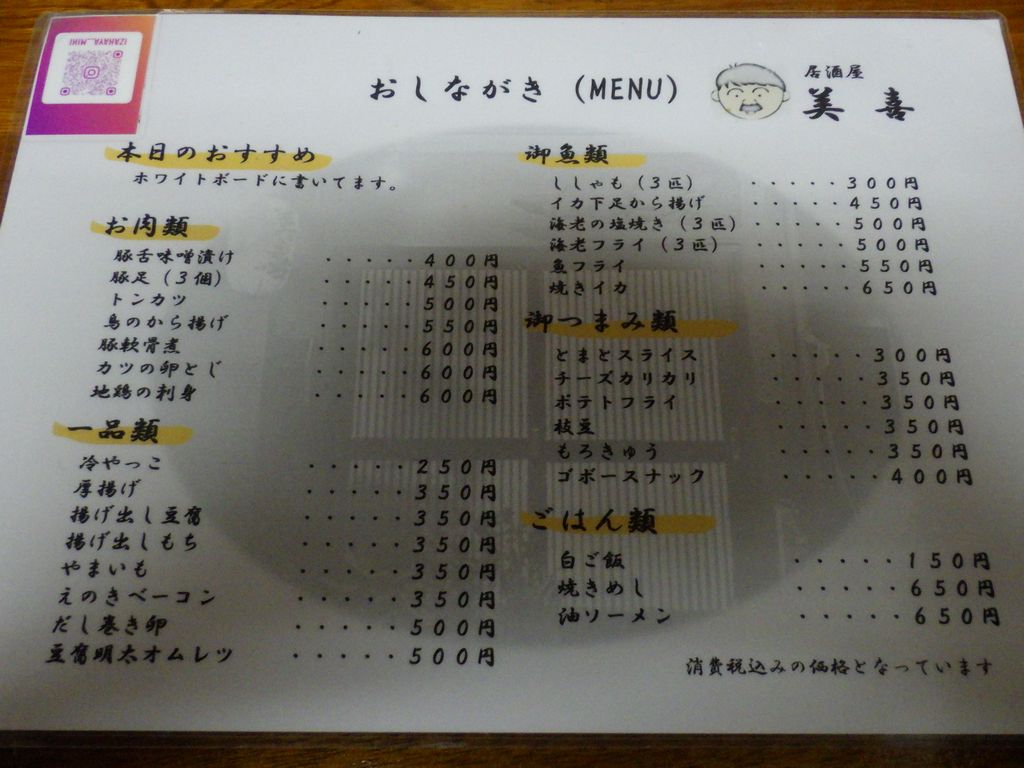 IZAKAYA_MIKI
おしながき (MENU)
居酒屋
美喜
本日のおすすめ
ホワイトボードに書いてます。
お肉類
豚舌味噌漬け ・・・・・400円
豚足(3個) ・・・・・450円
トンカツ ・・・・・500円
鳥のから揚げ ・・・・・550円
豚軟骨煮 ・・・・・600円
カツの卵とじ ・・・・・600円
地鶏の刺身 ・・・・・600円
一品類
冷やっこ ・・・・・250円
厚揚げ ・・・・・350円
揚げ出し豆腐 ・・・・・350円
揚げ出しもち ・・・・・350円
やまいも ・・・・・350円
えのきベーコン ・・・・・350円
だし巻き卵 ・・・・・500円
豆腐明太オムレツ ・・・・・500円
御魚類
ししゃも(3匹) ・・・・・300円
イカ下足から揚げ ・・・・・450円
海老の塩焼き(3匹) ・・・・・500円
海老フライ(3匹) ・・・・・500円
魚フライ ・・・・・550円
焼きイカ ・・・・・650円
御つまみ類
とまとスライス ・・・・・300円
チーズカリカリ ・・・・・350円
ポテトフライ ・・・・・350円
枝豆 ・・・・・350円
もろきゅう ・・・・・350円
ゴボースナック ・・・・・400円
ごはん類
白ご飯 ・・・・・150円
焼きめし ・・・・・650円
油ソーメン ・・・・・650円
消費税込みの価格となっています